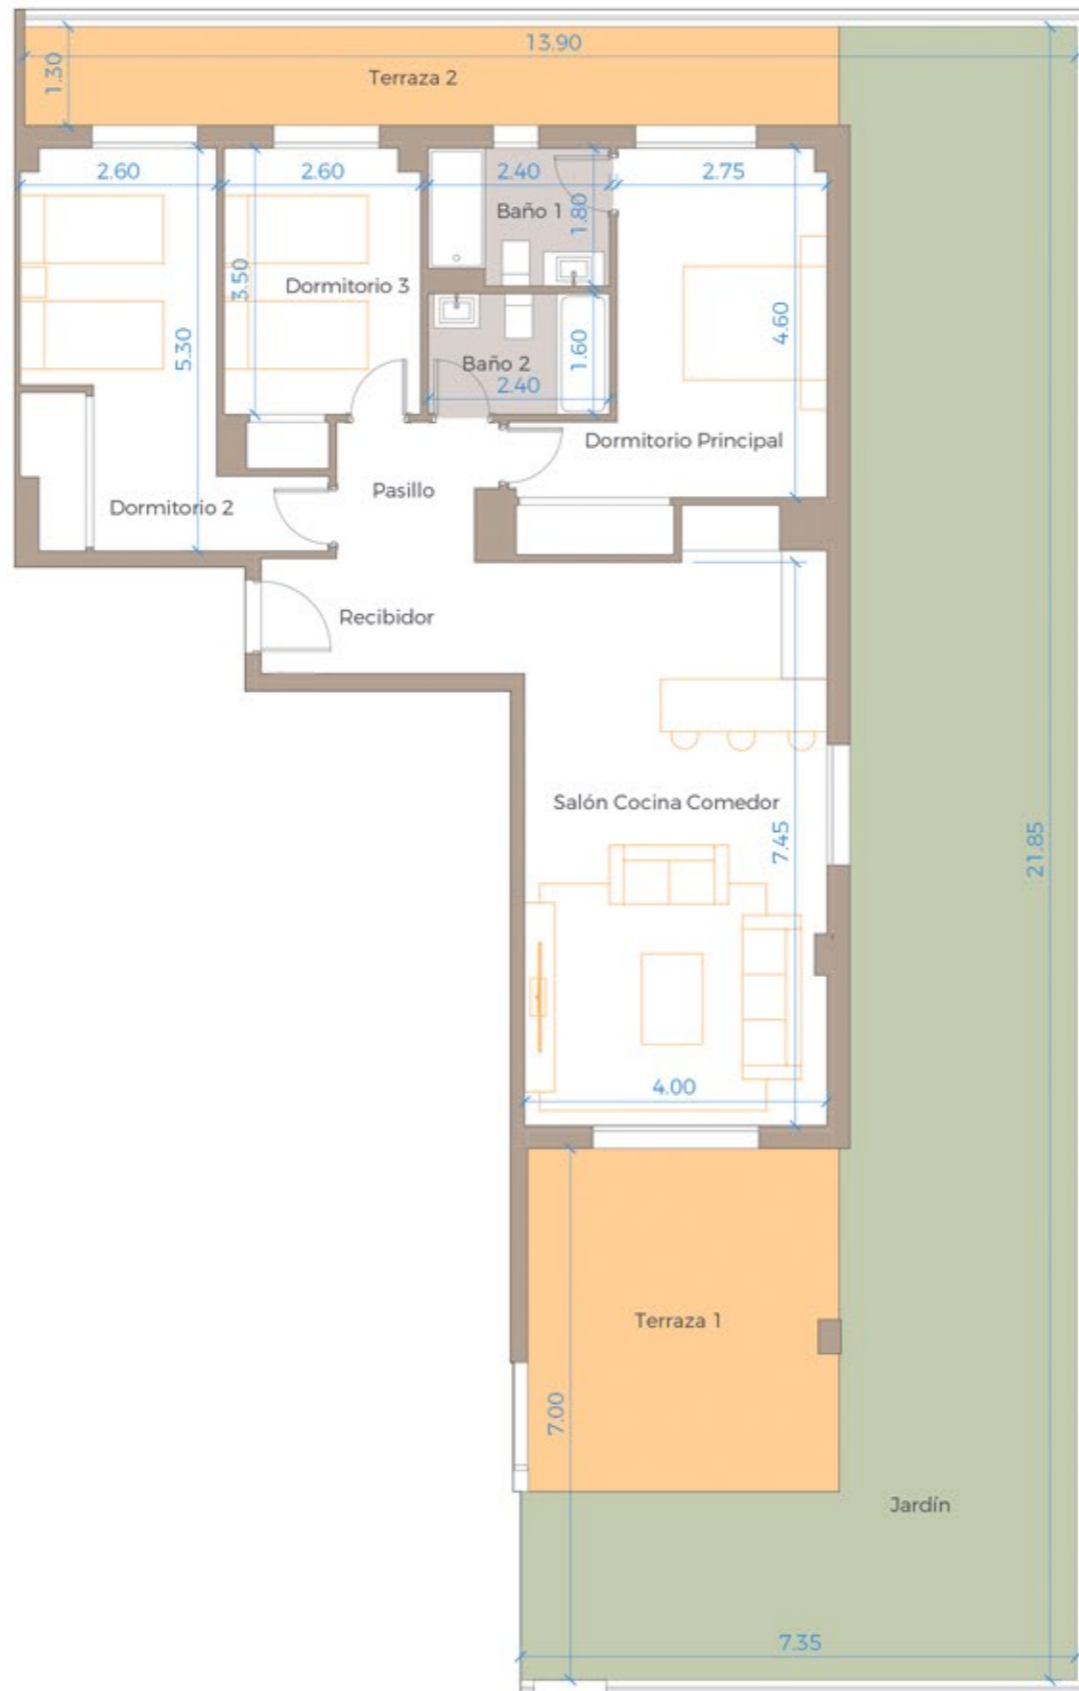 13.90
1.30
Terraza 2
2.60
2.60
2.40
2.75
Baño 1
1.80
Dormitorio 3
3.50
4.60
5.30
Baño 2
1.60
2.40
Dormitorio Principal
Pasillo
Dormitorio 2
Recibidor
Salón Cocina Comedor
7.45
21.85
4.00
Terraza 1
7.00
Jardín
7.35